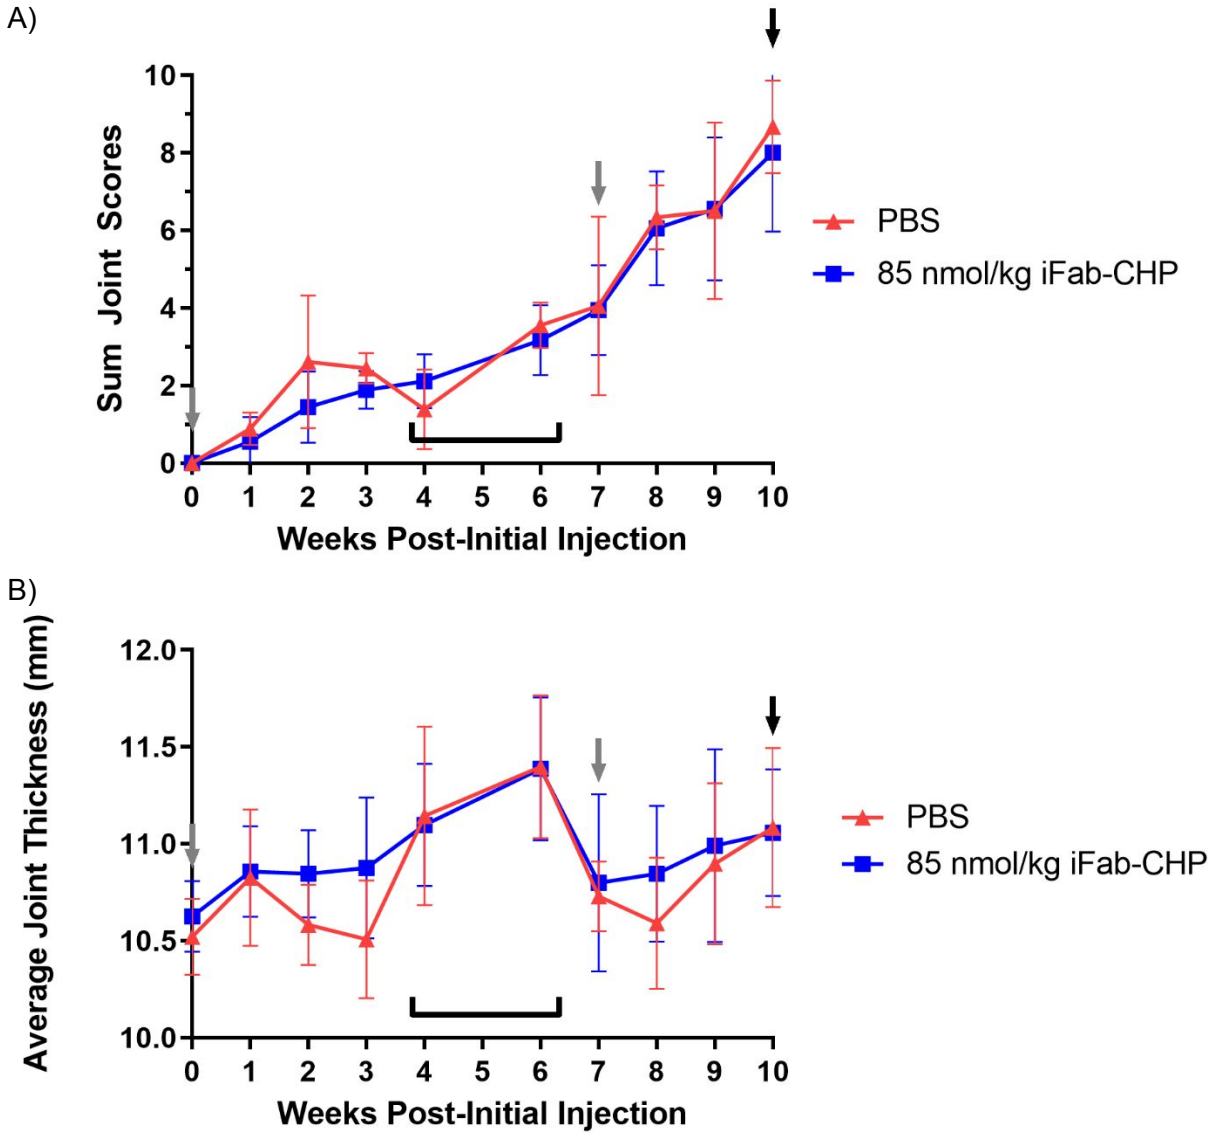 A)
Sum Joint Scores
10
8
6
4
2
0
0 1 2 3 4 5 6 7 8 9 10
Weeks Post-Initial Injection
PBS
85 nmol/kg iFab-CHP
B)
Average Joint Thickness (mm)
12.0
11.5
11.0
10.5
10.0
0 1 2 3 4 5 6 7 8 9 10
Weeks Post-Initial Injection
PBS
85 nmol/kg iFab-CHP